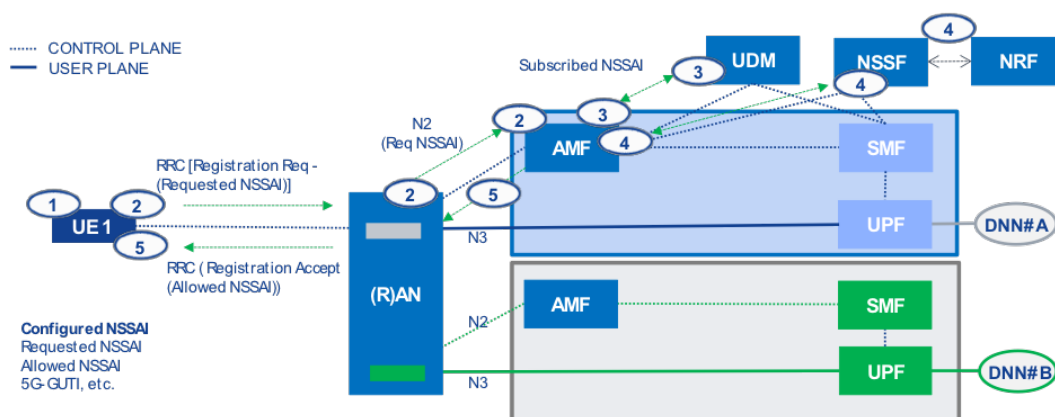 CONTROL PLANE
USER PLANE
Subscribed NSSAI
3
UDM
NSSF
4
NRF
4
N2
(Req NSSAI)
2
3
AMF
4
SMF
RRC [Registration Req -
(Requested NSSAI)]
2
5
1
2
UE1
5
N3
UPF
DNN#A
RRC ( Registration Accept
(Allowed NSSAI))
(R)AN
AMF
SMF
N2
Configured NSSAI
Requested NSSAI
Allowed NSSAI
5G-GUTI, etc.
N3
UPF
DNN#B